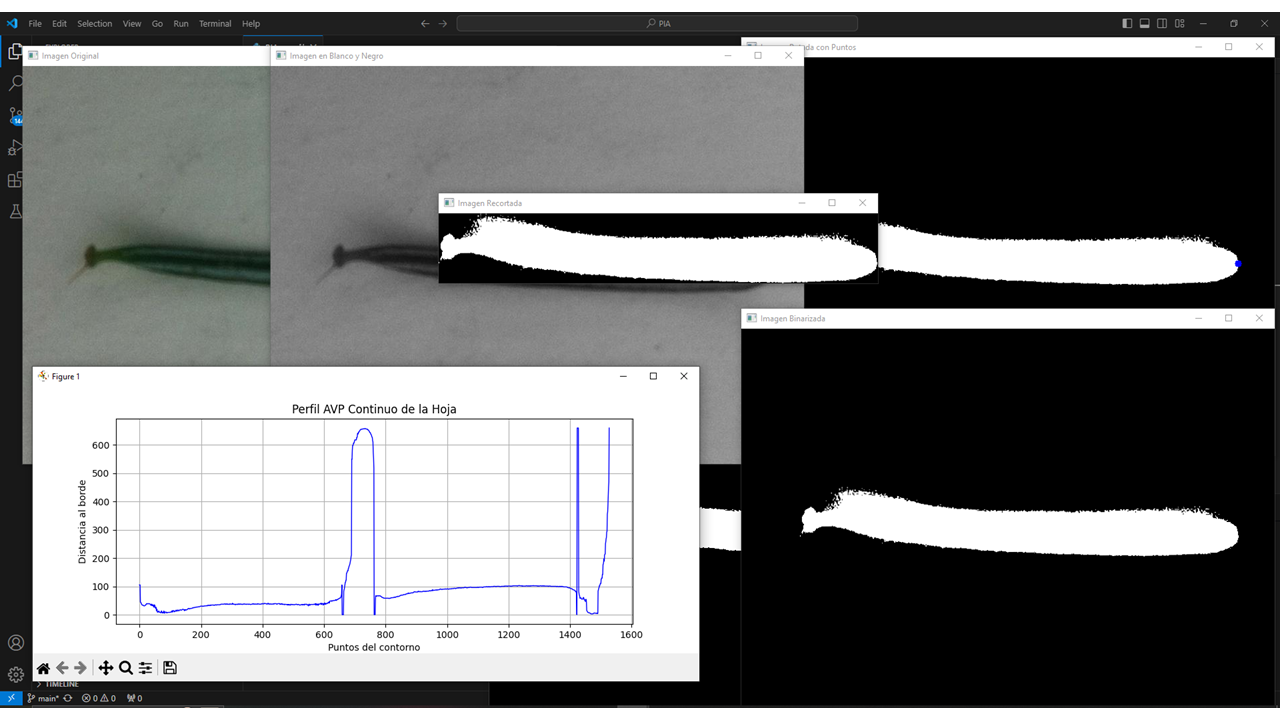 File Edit Selection View Go Run Terminal Help
PIA
Imagen Original
Imagen en Blanco y Negro
da con Puntos
Imagen Recortada
Imagen Binarizada
144
Figure 1
Perfil AVP Continuo de la Hoja
Distancia al borde
600
500
400
300
200
100
0
0 200 400 600 800 1000 1200 1400 1600
Puntos del contorno
TIMELINE
main* 0 0 0